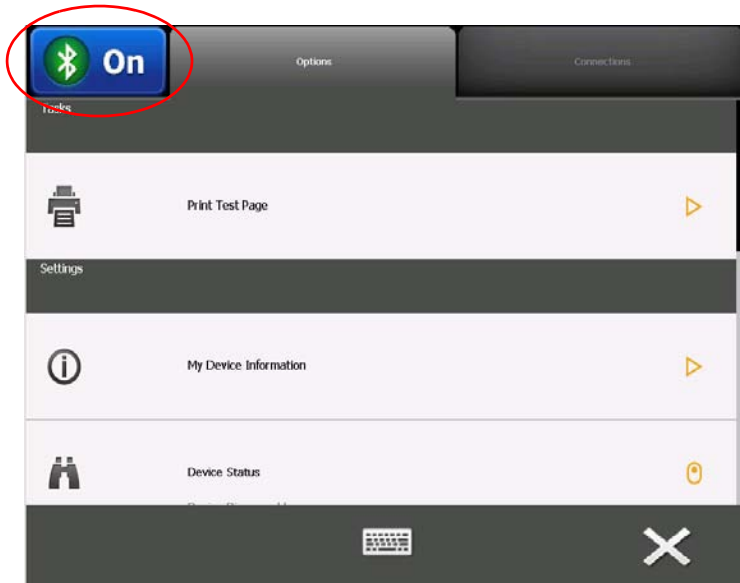 On
Options
Connections
Tasks
Print Test Page
Settings
My Device Information
Device Status